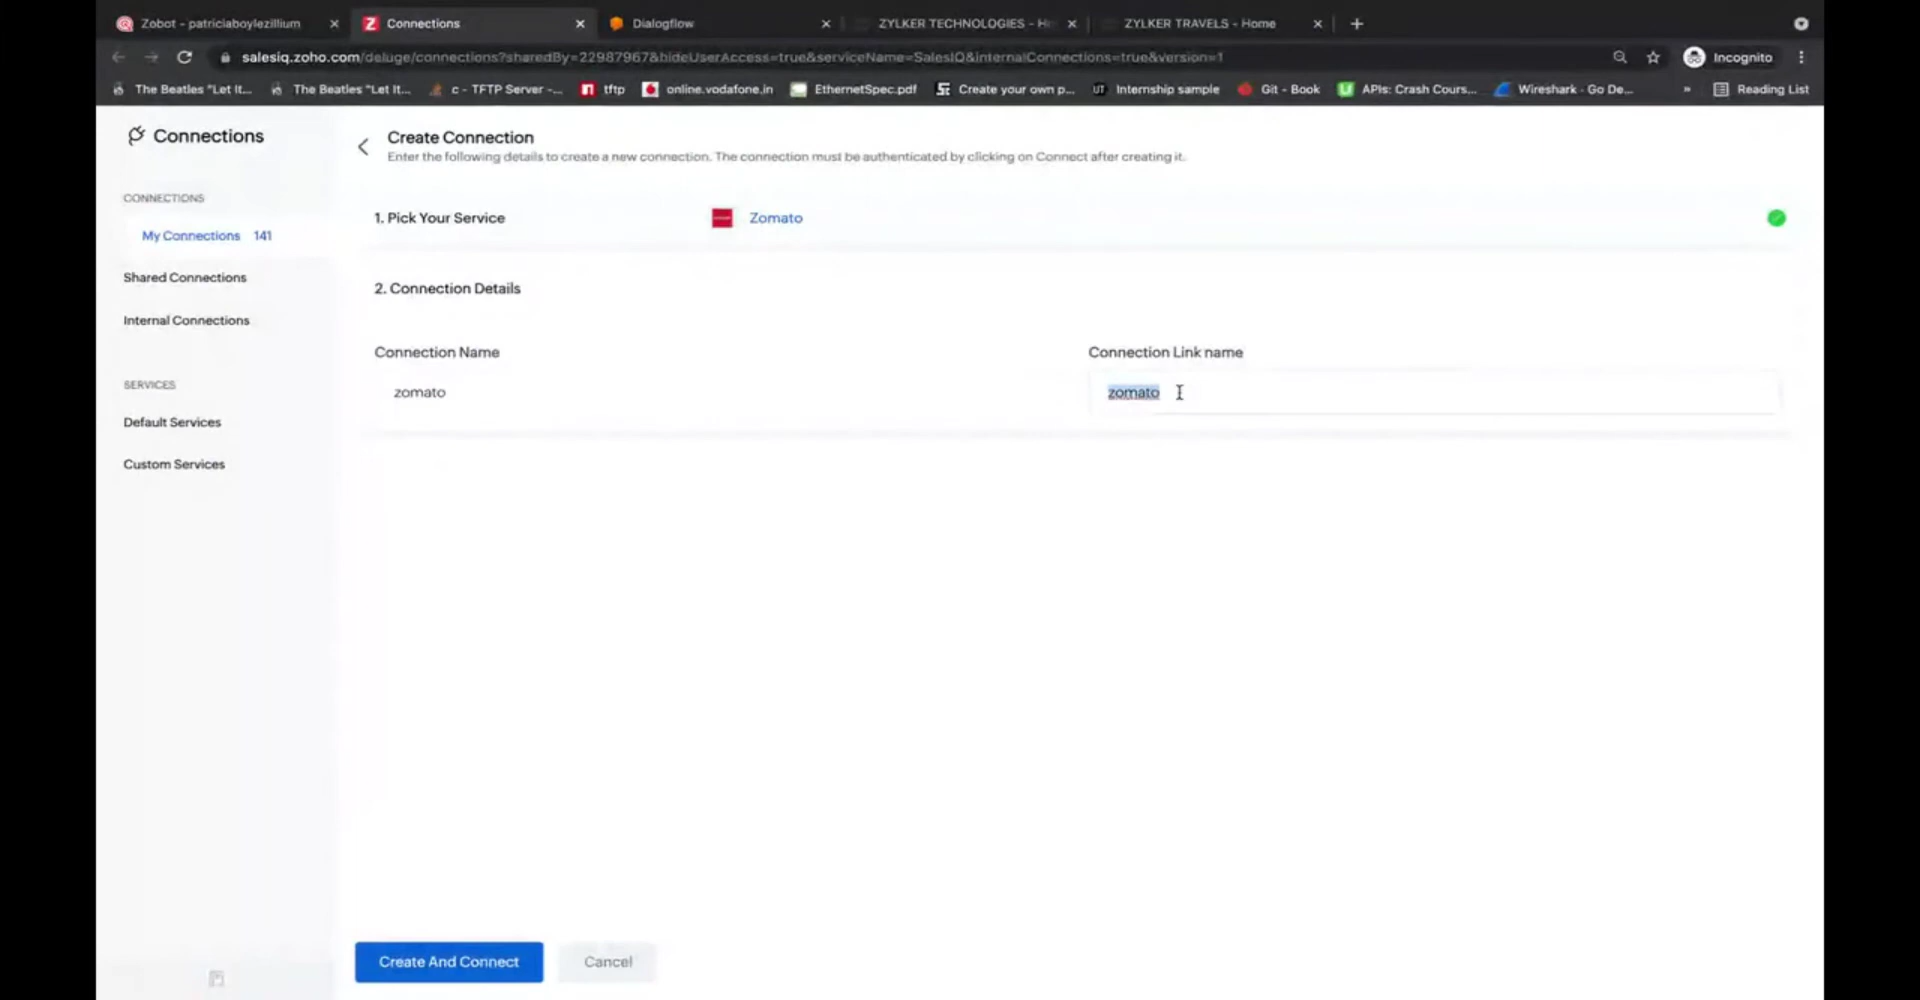 Zobot - patriciaboylezillium
Connections
Dialogflow
ZYLKER TECHNOLOGIES - H
ZYLKER TRAVELS - Home
salesiq.zoho.com/deluge/connections?sharedBy=22987967&hideUserAccess=true&serviceName=SalesIQ&internalConnections=true&version=1
Incognito
The Beatles "Let It...
The Beatles "Let It...
c - TFTP Server -...
tftp
online.vodafone.in
EthernetSpec.pdf
Create your own p...
Internship sample
Git - Book
APIs: Crash Cours...
Wireshark · Go De...
»
Reading List
Connections
Create Connection
Enter the following details to create a new connection. The connection must be authenticated by clicking on Connect after creating it.
CONNECTIONS
My Connections 141
Shared Connections
Internal Connections
SERVICES
Default Services
Custom Services
1. Pick Your Service
Zomato
2. Connection Details
Connection Name
Connection Link name
zomato
zomato
Create And Connect
Cancel